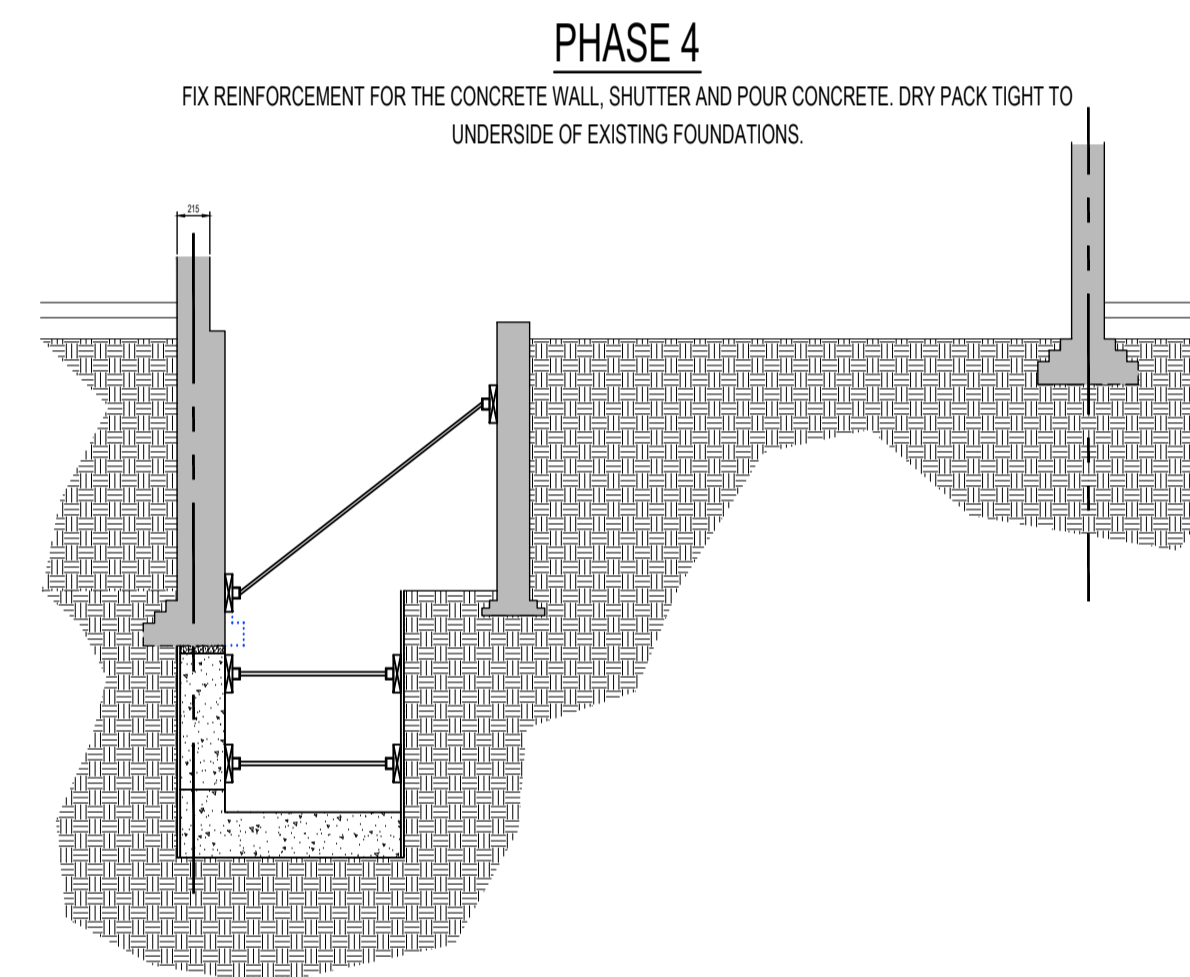 PHASE 4
FIX REINFORCEMENT FOR THE CONCRETE WALL, SHUTTER AND POUR CONCRETE. DRY PACK TIGHT TO
UNDERSIDE OF EXISTING FOUNDATIONS.
215